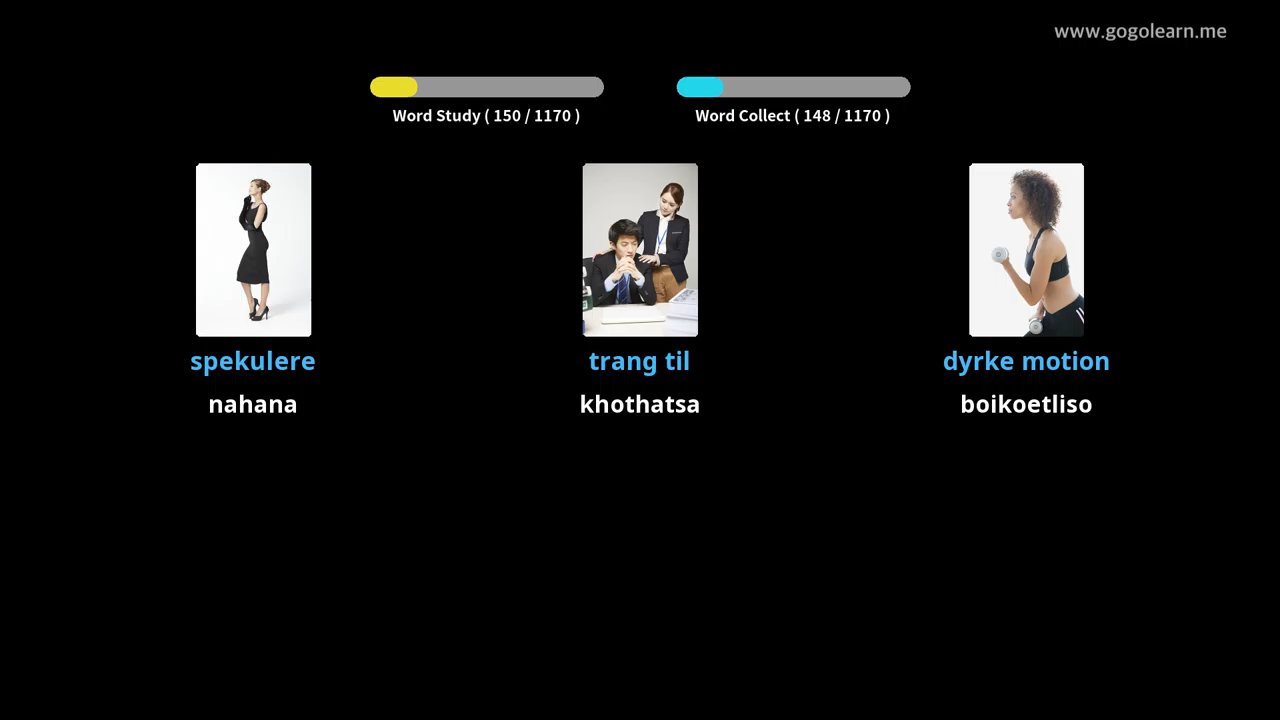 www.gogolearn.me
Word Study ( 150 / 1170 )
Word Collect ( 148 / 1170 )
spekulere
trang til
dyrke motion
nahana
khothatsa
boikoetliso